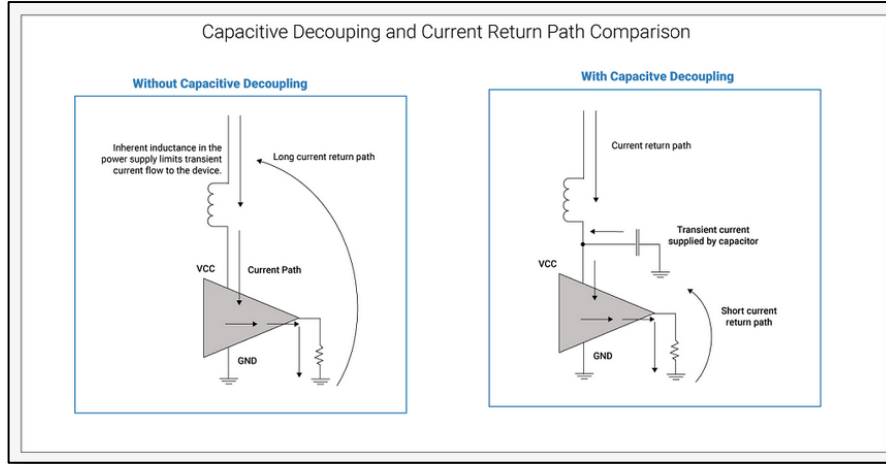 Capacitive Decouping and Current Return Path Comparison
Without Capacitive Decoupling
Inherent inductance in the
power supply limits transient
current flow to the device.
Long current return path
VCC
Current Path
GND
With Capacitve Decoupling
Current return path
Transient current
supplied by capacitor
VCC
Short current
return path
GND